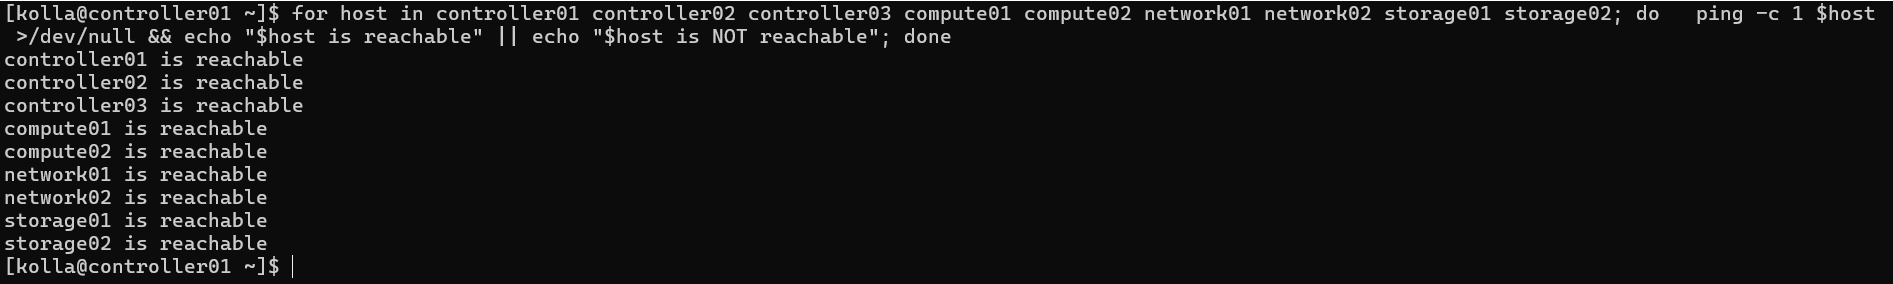 [kolla@controller01 ~]$ for host in controller01 controller02 controller03 compute01 compute02 network01 network02 storage01 storage02; do   ping -c 1 $host
 >/dev/null && echo "$host is reachable" || echo "$host is NOT reachable"; done
controller01 is reachable
controller02 is reachable
controller03 is reachable
compute01 is reachable
compute02 is reachable
network01 is reachable
network02 is reachable
storage01 is reachable
storage02 is reachable
[kolla@controller01 ~]$